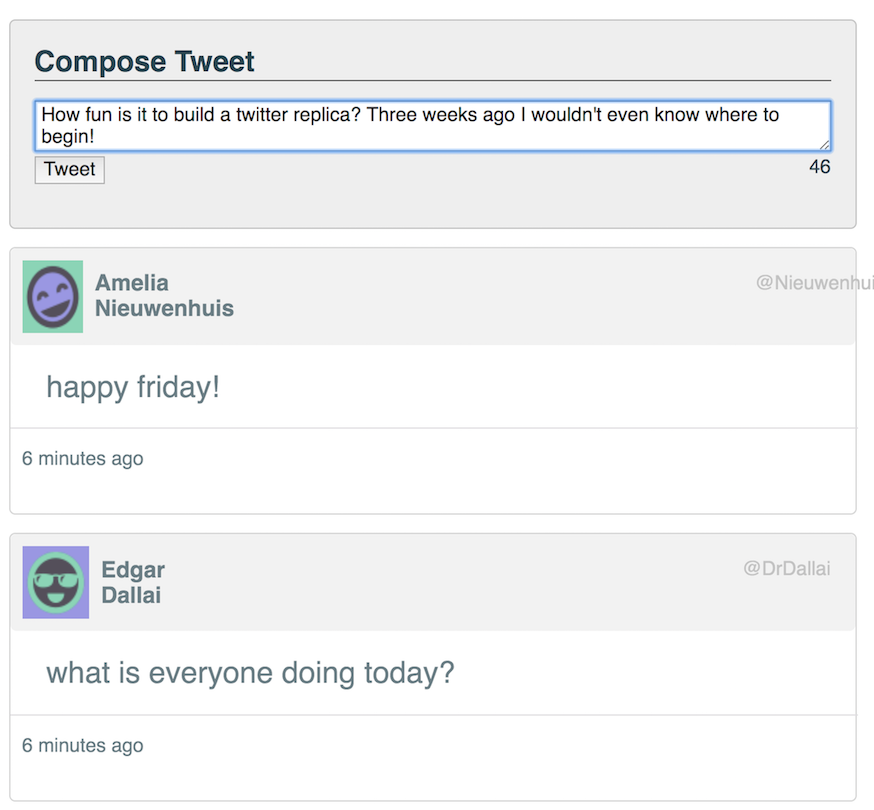 Compose Tweet
How fun is it to build a twitter replica? Three weeks ago I wouldn't even know where to
begin!
Tweet
46
Amelia
Nieuwenhuis
@Nieuwenhui
happy friday!
6 minutes ago
Edgar
Dallai
@DrDallai
what is everyone doing today?
6 minutes ago